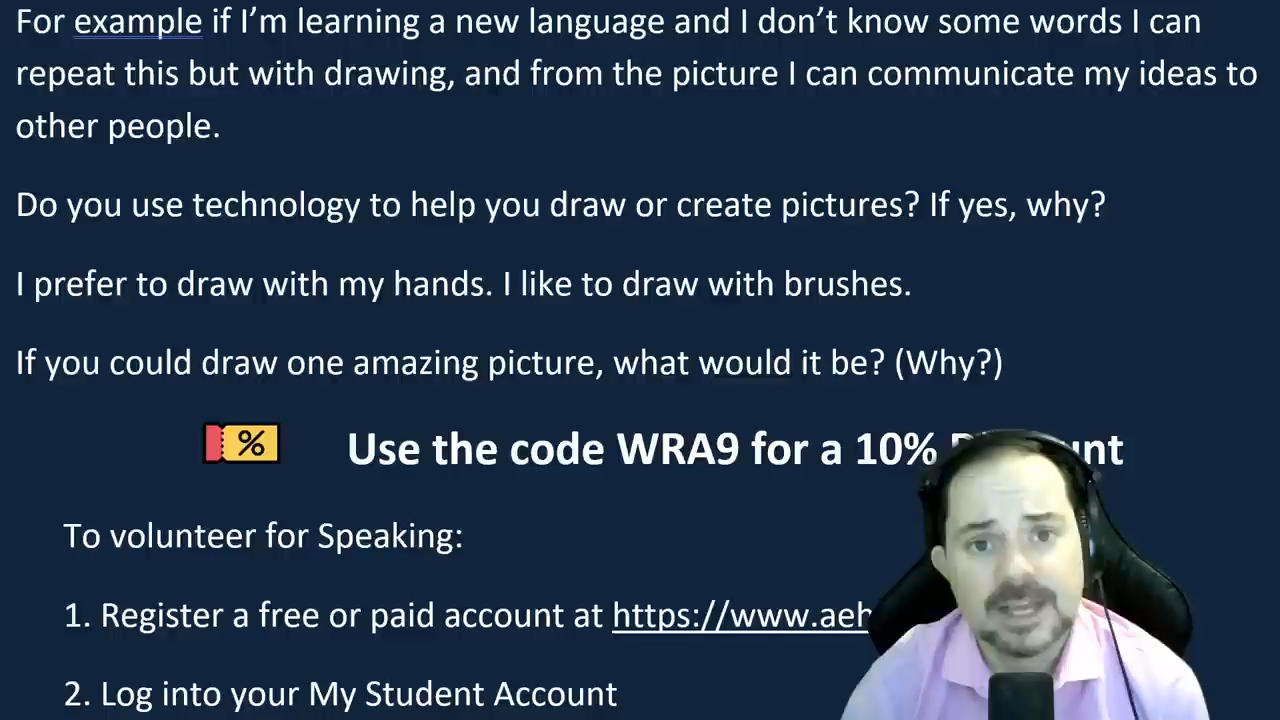 For example if I’m learning a new language and I don’t know some words I can
repeat this but with drawing, and from the picture I can communicate my ideas to
other people.
Do you use technology to help you draw or create pictures? If yes, why?
I prefer to draw with my hands. I like to draw with brushes.
If you could draw one amazing picture, what would it be? (Why?)
% Use the code WRA9 for a 10%
To volunteer for Speaking:
1. Register a free or paid account at https://www.aeh
2. Log into your My Student Account